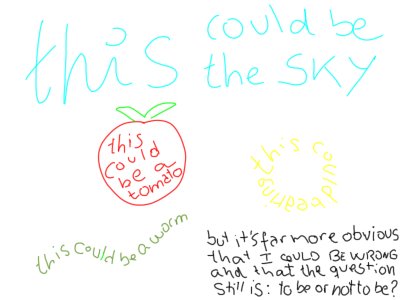 this could be
the SKY
this
could
be a
tomato
this could be a ring
this could be a worm
but it's far more obvious
that I COULD BE WRONG
and that the question
still is: to be or not to be?